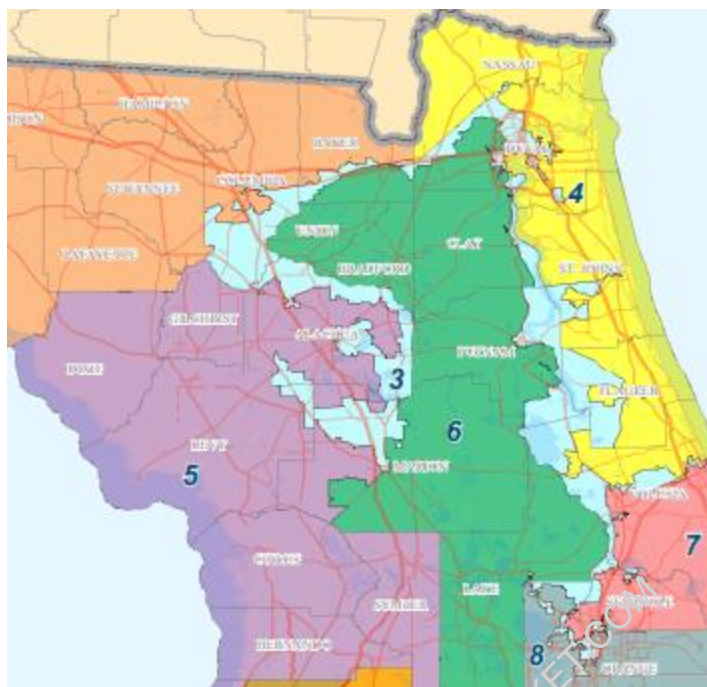 NASSAU
HAMILTON
BAKER
DUVAL
COLUMBIA
SUWANNEE
4
UNION
CLAY
LAFAYETTE
ST. JOHNS
BRADFORD
GILCHRIST
ALACHUA
PUTNAM
DIXIE
3
FLAGLER
6
LEVY
MARION
5
VOLUSIA
7
CITRUS
LAKE
SUMTER
SEMINOLE
HERNANDO
8
ORANGE